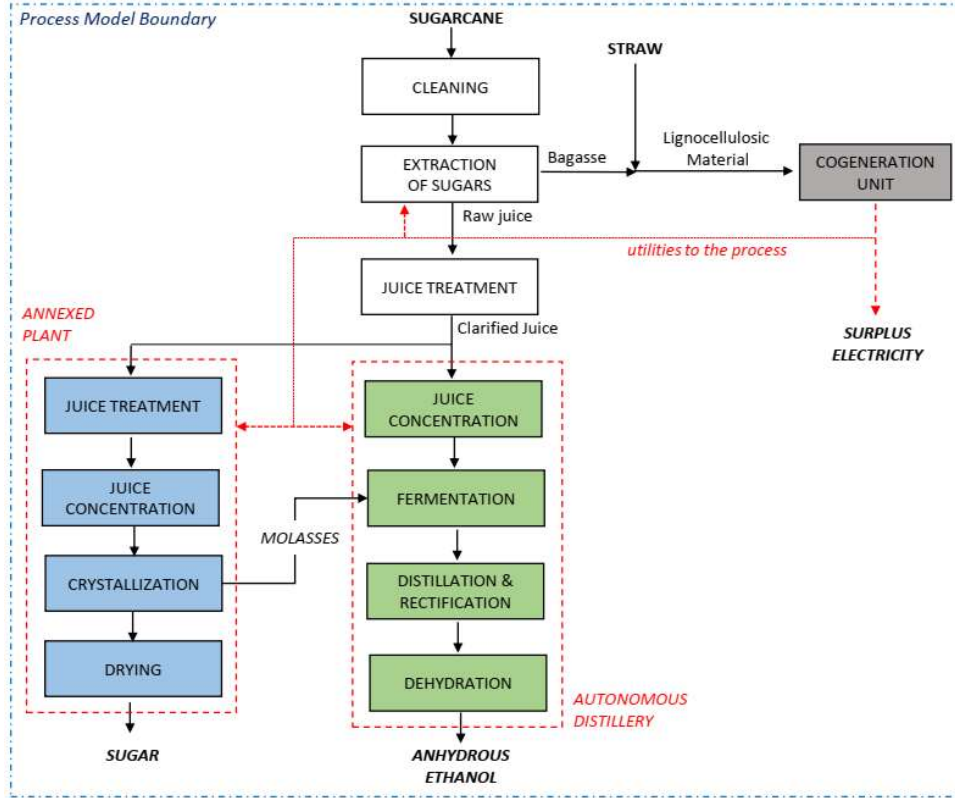 Process Model Boundary
SUGARCANE
STRAW
CLEANING
EXTRACTION
OF SUGARS
Bagasse
Lignocellulosic
Material
COGENERATION
UNIT
Raw juice
utilities to the process
JUICE TREATMENT
ANNEXED
PLANT
Clarified Juice
SURPLUS
ELECTRICITY
JUICE TREATMENT
JUICE
CONCENTRATION
JUICE
CONCENTRATION
FERMENTATION
MOLASSES
CRYSTALLIZATION
DISTILLATION &
RECTIFICATION
DRYING
DEHYDRATION
AUTONOMOUS
DISTILLERY
SUGAR
ANHYDROUS
ETHANOL